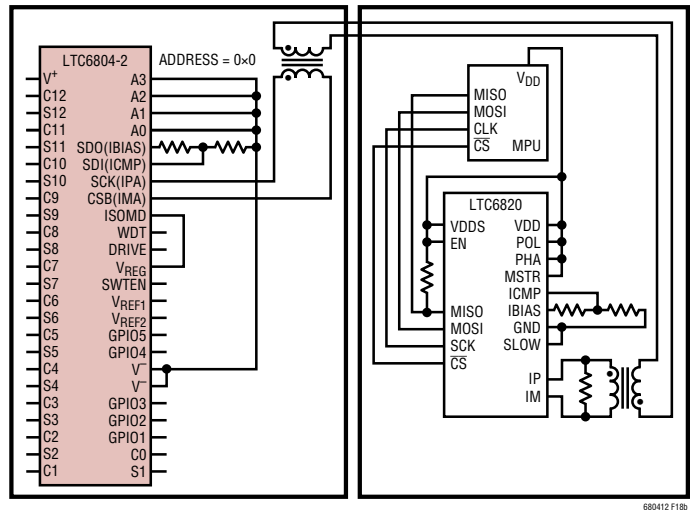 LTC6804-2
ADDRESS = 0×0
V+
C12
S12
C11
S11
C10
S10
C9
S9
C8
S8
C7
S7
C6
S6
C5
S5
C4
S4
C3
S3
C2
S2
C1
A3
A2
A1
A0
SDO(IBIAS)
SDI(ICMP)
SCK(IPA)
CSB(IMA)
ISOMD
WDT
DRIVE
VREG
SWTEN
VREF1
VREF2
GPIO5
GPIO4
V–
V–
GPIO3
GPIO2
GPIO1
C0
S1
VDD
MISO
MOSI
CLK
CS MPU
LTC6820
VDDS
EN
MISO
MOSI
SCK
CS
VDD
POL
PHA
MSTR
ICMP
IBIAS
GND
SLOW
IP
IM
680412 F18b